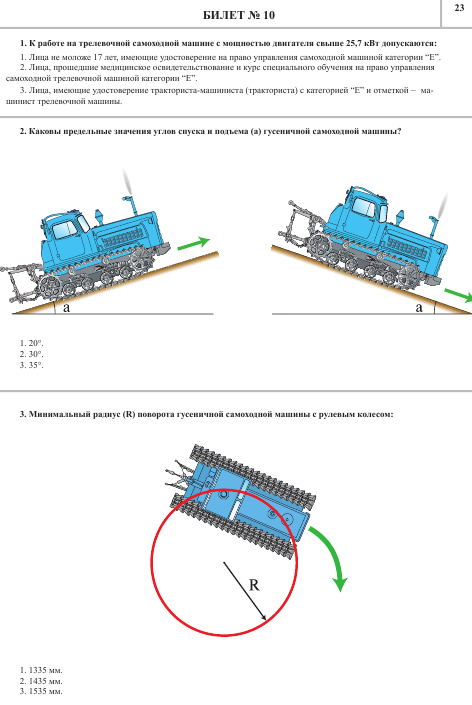 23
БИЛЕТ № 10
1. К работе на трелевочной самоходной машине с мощностью двигателя свыше 25,7 кВт допускаются:
1. Лица не моложе 17 лет, имеющие удостоверение на право управления самоходной машиной категории “Е”.
2. Лица, прошедшие медицинское освидетельствование и курс специального обучения на право управления
самоходной трелевочной машиной категории “Е”.
3. Лица, имеющие удостоверение тракториста-машиниста (тракториста) с категорией “Е” и отметкой – ма-
шинист трелевочной машины.
2. Каковы предельные значения углов спуска и подъема (а) гусеничной самоходной машины?
а
а
1. 20°.
2. 30°.
3. 35°.
3. Минимальный радиус (R) поворота гусеничной самоходной машины с рулевым колесом:
R
1. 1335 мм.
2. 1435 мм.
3. 1535 мм.